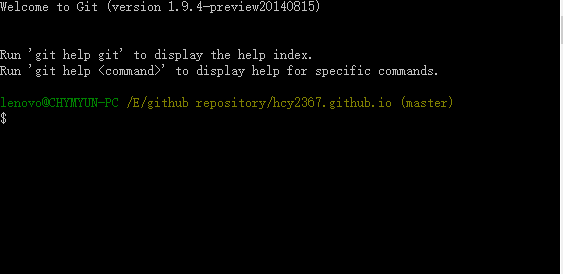 Welcome to Git (version 1.9.4-preview20140815)
Run 'git help git' to display the help index.
Run 'git help <command>' to display help for specific commands.
lenovo@CHYMYUN-PC /E/github repository/hcy2367.github.io (master)
$